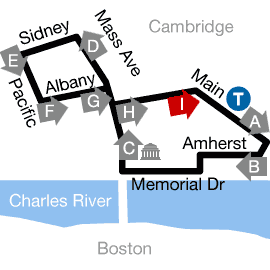 Cambridge
Sidney
Mass Ave
D
E
Albany
Main
Pacific
F
G
H
I
T
A
Amherst
C
B
Memorial Dr
Charles River
Boston